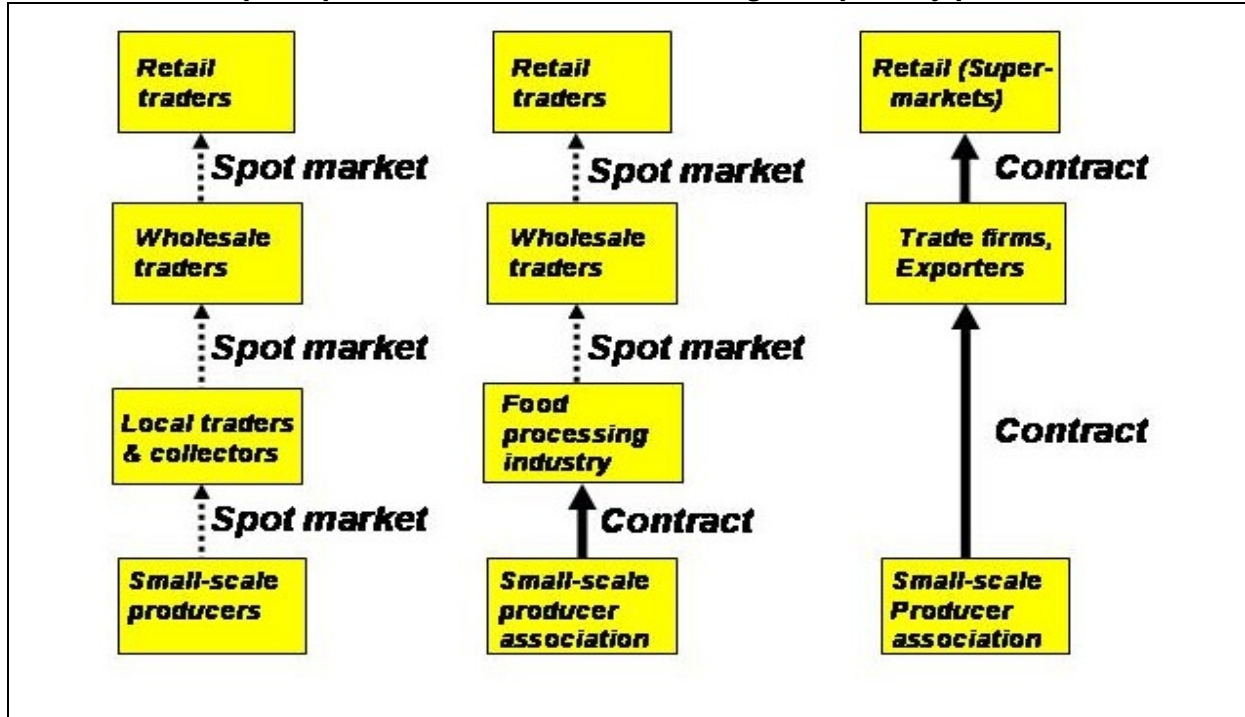 Retail
traders
Spot market
Wholesale
traders
Spot market
Local traders
& collectors
Spot market
Small-scale
producers
Retail
traders
Spot market
Wholesale
traders
Spot market
Food
processing
industry
Contract
Small-scale
producer
association
Retail (Super-
markets)
Contract
Trade firms,
Exporters
Contract
Small-scale
Producer
association